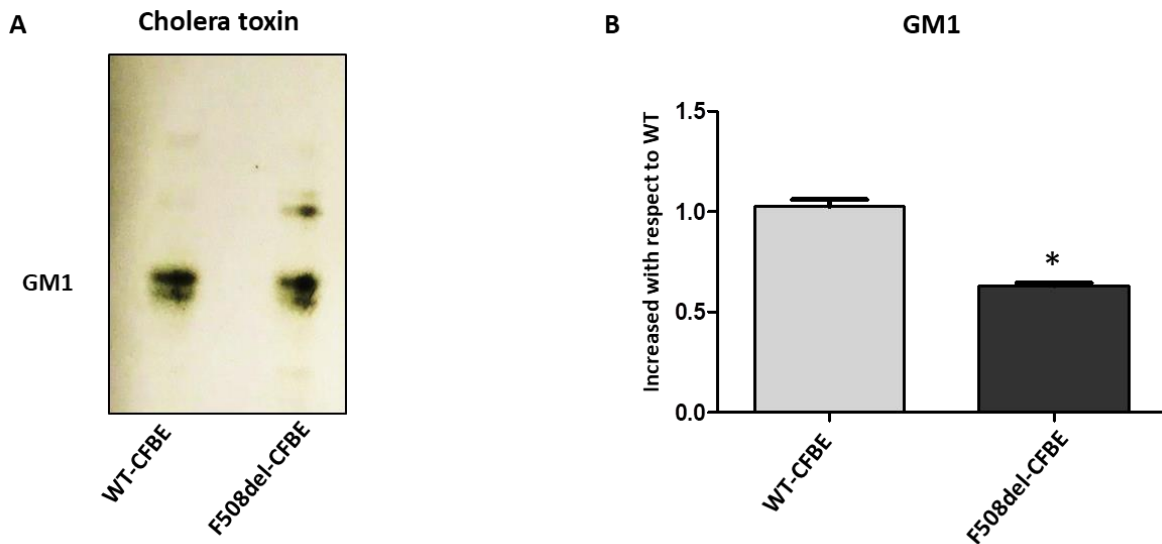 A
Cholera toxin
GM1
WT-CFBE
F508del-CFBE
B
GM1
Increased with respect to WT
1.5
1.0
0.5
0.0
*
WT-CFBE
F508del-CFBE